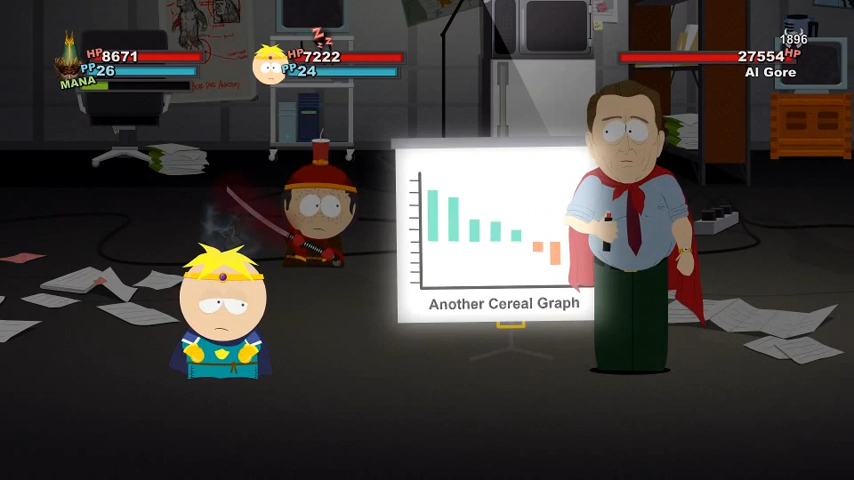 HP 8671
PP 26
MANA
HP 7222
PP 24
z z z
1896
27554 HP
Al Gore
Another Cereal Graph